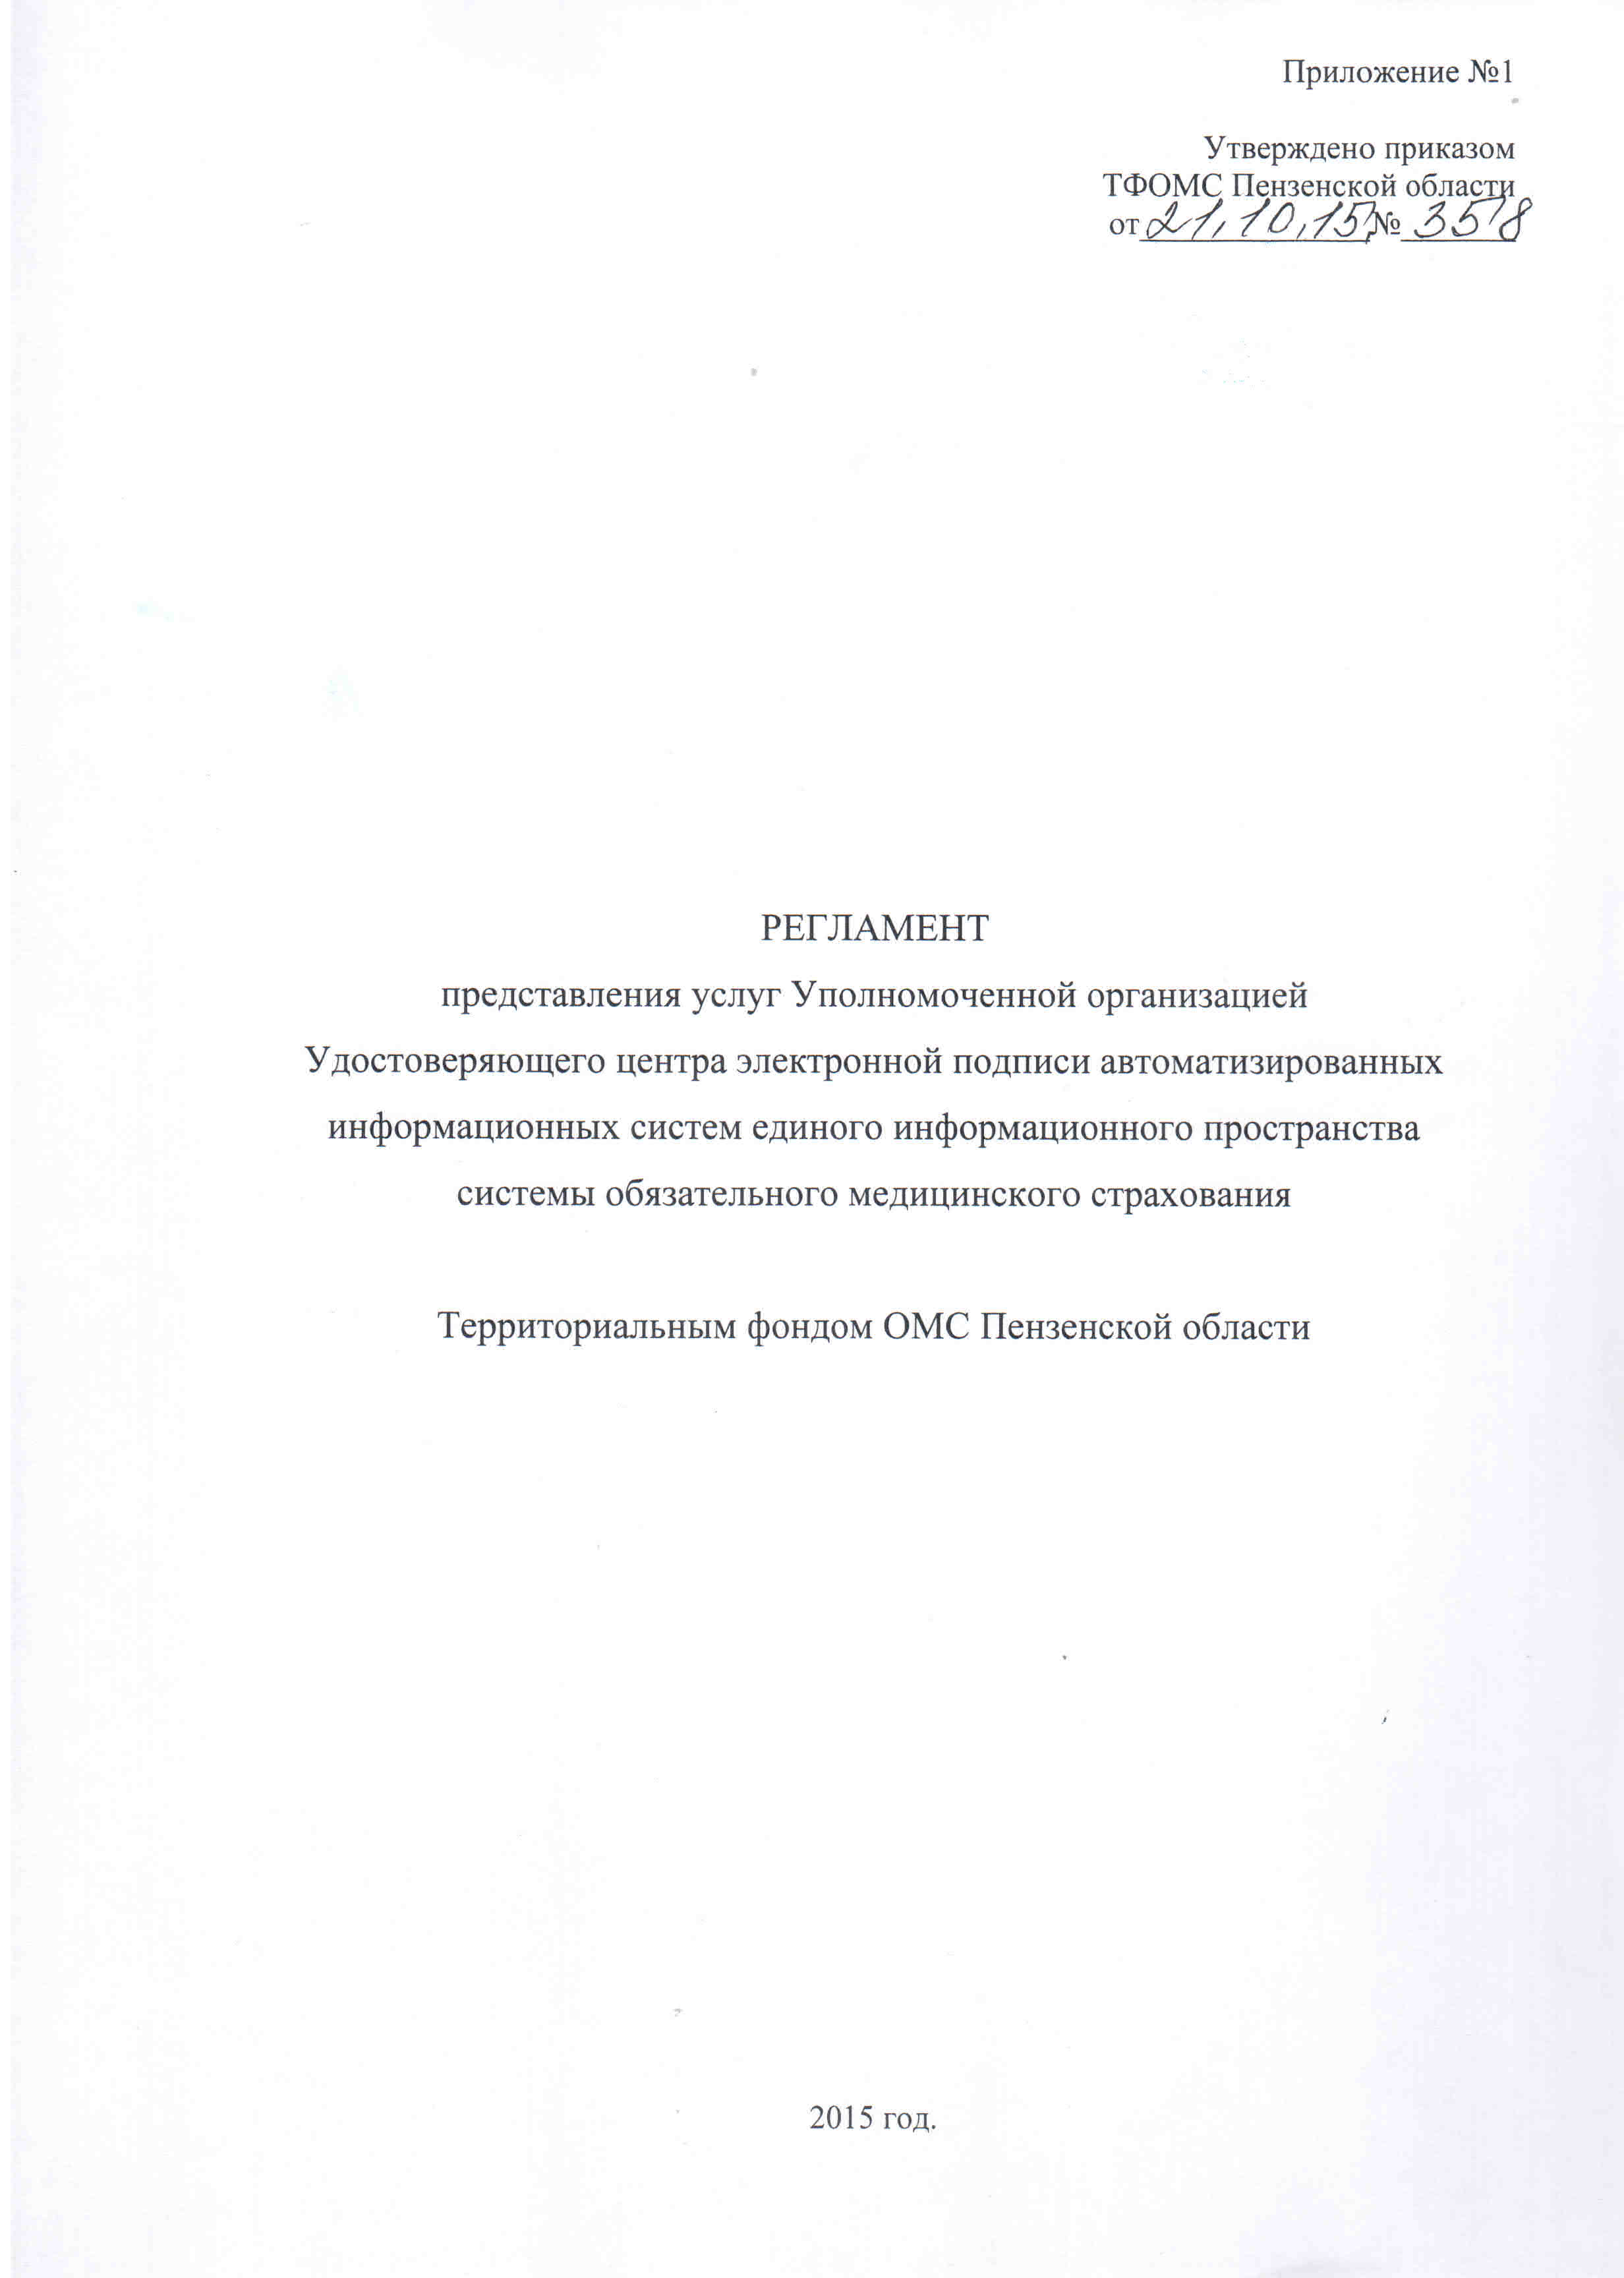 Приложение №1
Утверждено приказом
ТФОМС Пензенской области
от 21,10,15 № 358
РЕГЛАМЕНТ
представления услуг Уполномоченной организацией
Удостоверяющего центра электронной подписи автоматизированных
информационных систем единого информационного пространства
системы обязательного медицинского страхования
Территориальным фондом ОМС Пензенской области
2015 год.